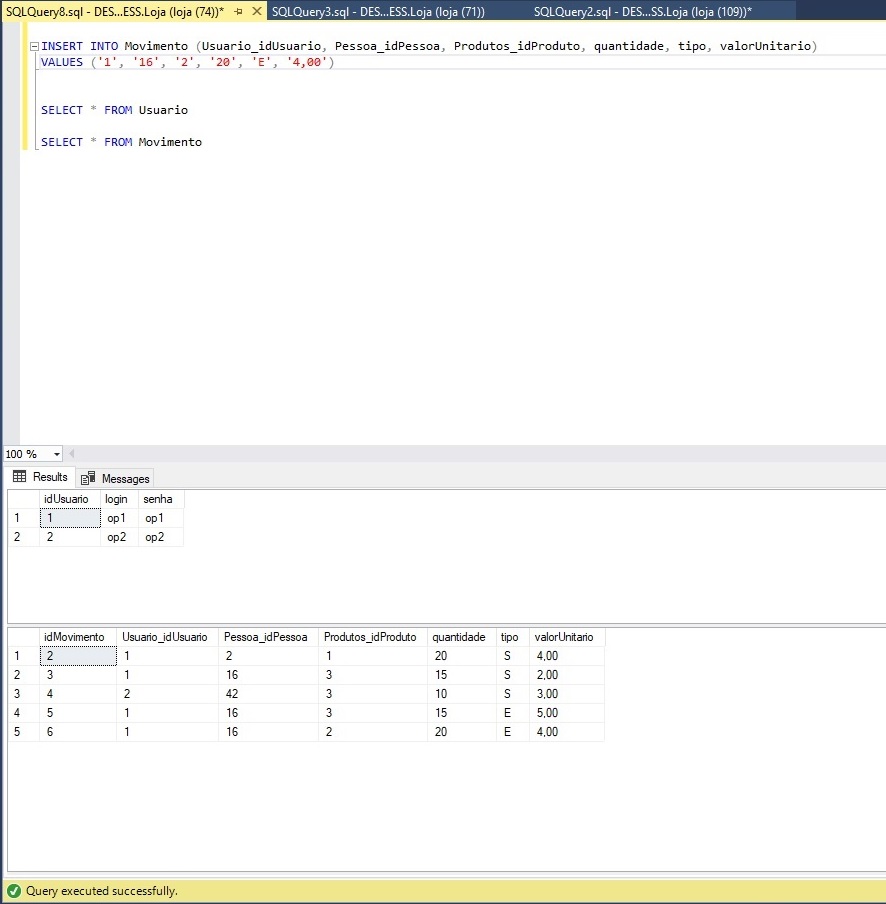 SQLQuery8.sql - DES...ESS.Loja (loja (74))* SQLQuery3.sql - DES...ESS.Loja (loja (71)) SQLQuery2.sql - DES...SS.Loja (loja (109))*
INSERT INTO Movimento (Usuario_idUsuario, Pessoa_idPessoa, Produtos_idProduto, quantidade, tipo, valorUnitario)
VALUES ('1', '16', '2', '20', 'E', '4,00')
SELECT * FROM Usuario
SELECT * FROM Movimento
100 %
Results Messages
idUsuario login senha
1 1 op1 op1
2 2 op2 op2
idMovimento Usuario_idUsuario Pessoa_idPessoa Produtos_idProduto quantidade tipo valorUnitario
1 2 1 2 1 20 S 4,00
2 3 1 16 3 15 S 2,00
3 4 2 42 3 10 S 3,00
4 5 1 16 3 15 E 5,00
5 6 1 16 2 20 E 4,00
Query executed successfully.